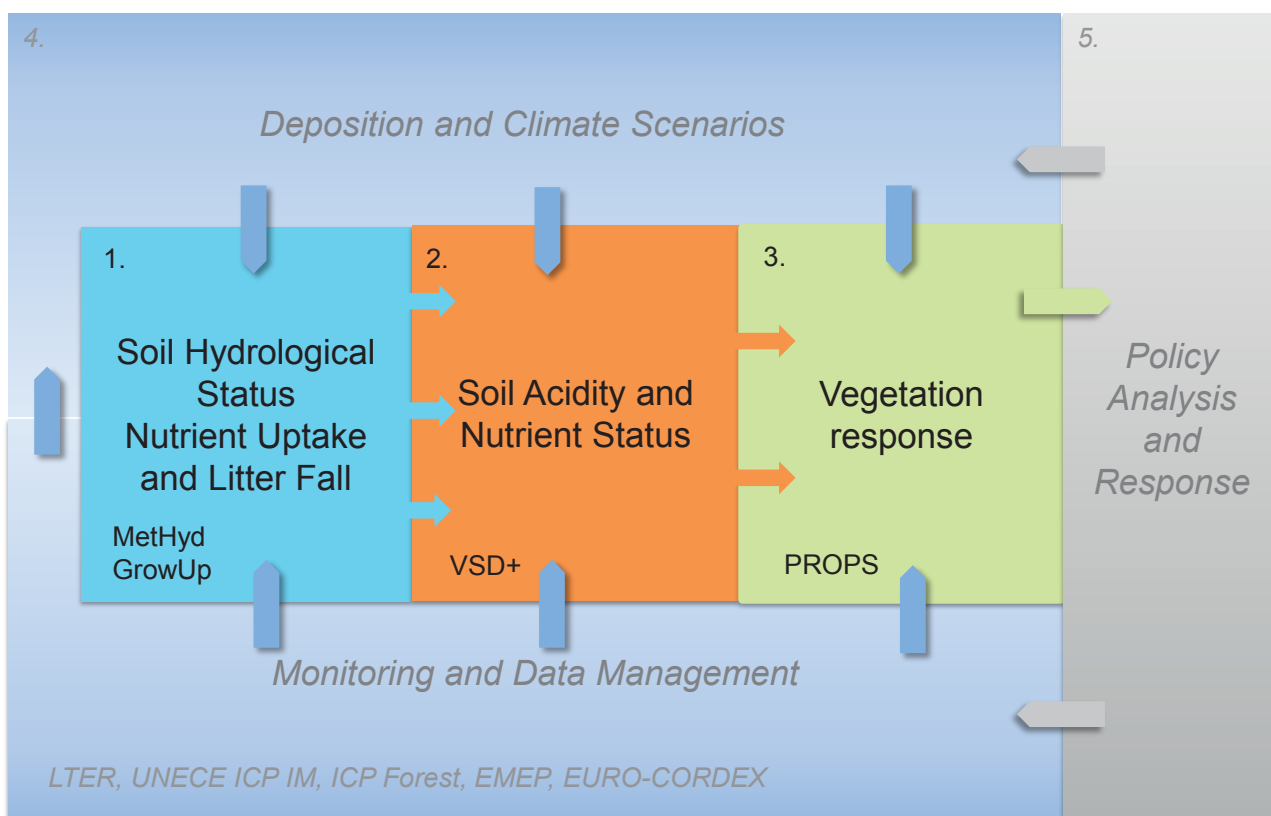 4.
5.
Deposition and Climate Scenarios
1.
Soil Hydrological
Status
Nutrient Uptake
and Litter Fall
MetHyd
GrowUp
2.
Soil Acidity and
Nutrient Status
VSD+
3.
Vegetation
response
PROPS
Policy
Analysis
and
Response
Monitoring and Data Management
LTER, UNECE ICP IM, ICP Forest, EMEP, EURO-CORDEX